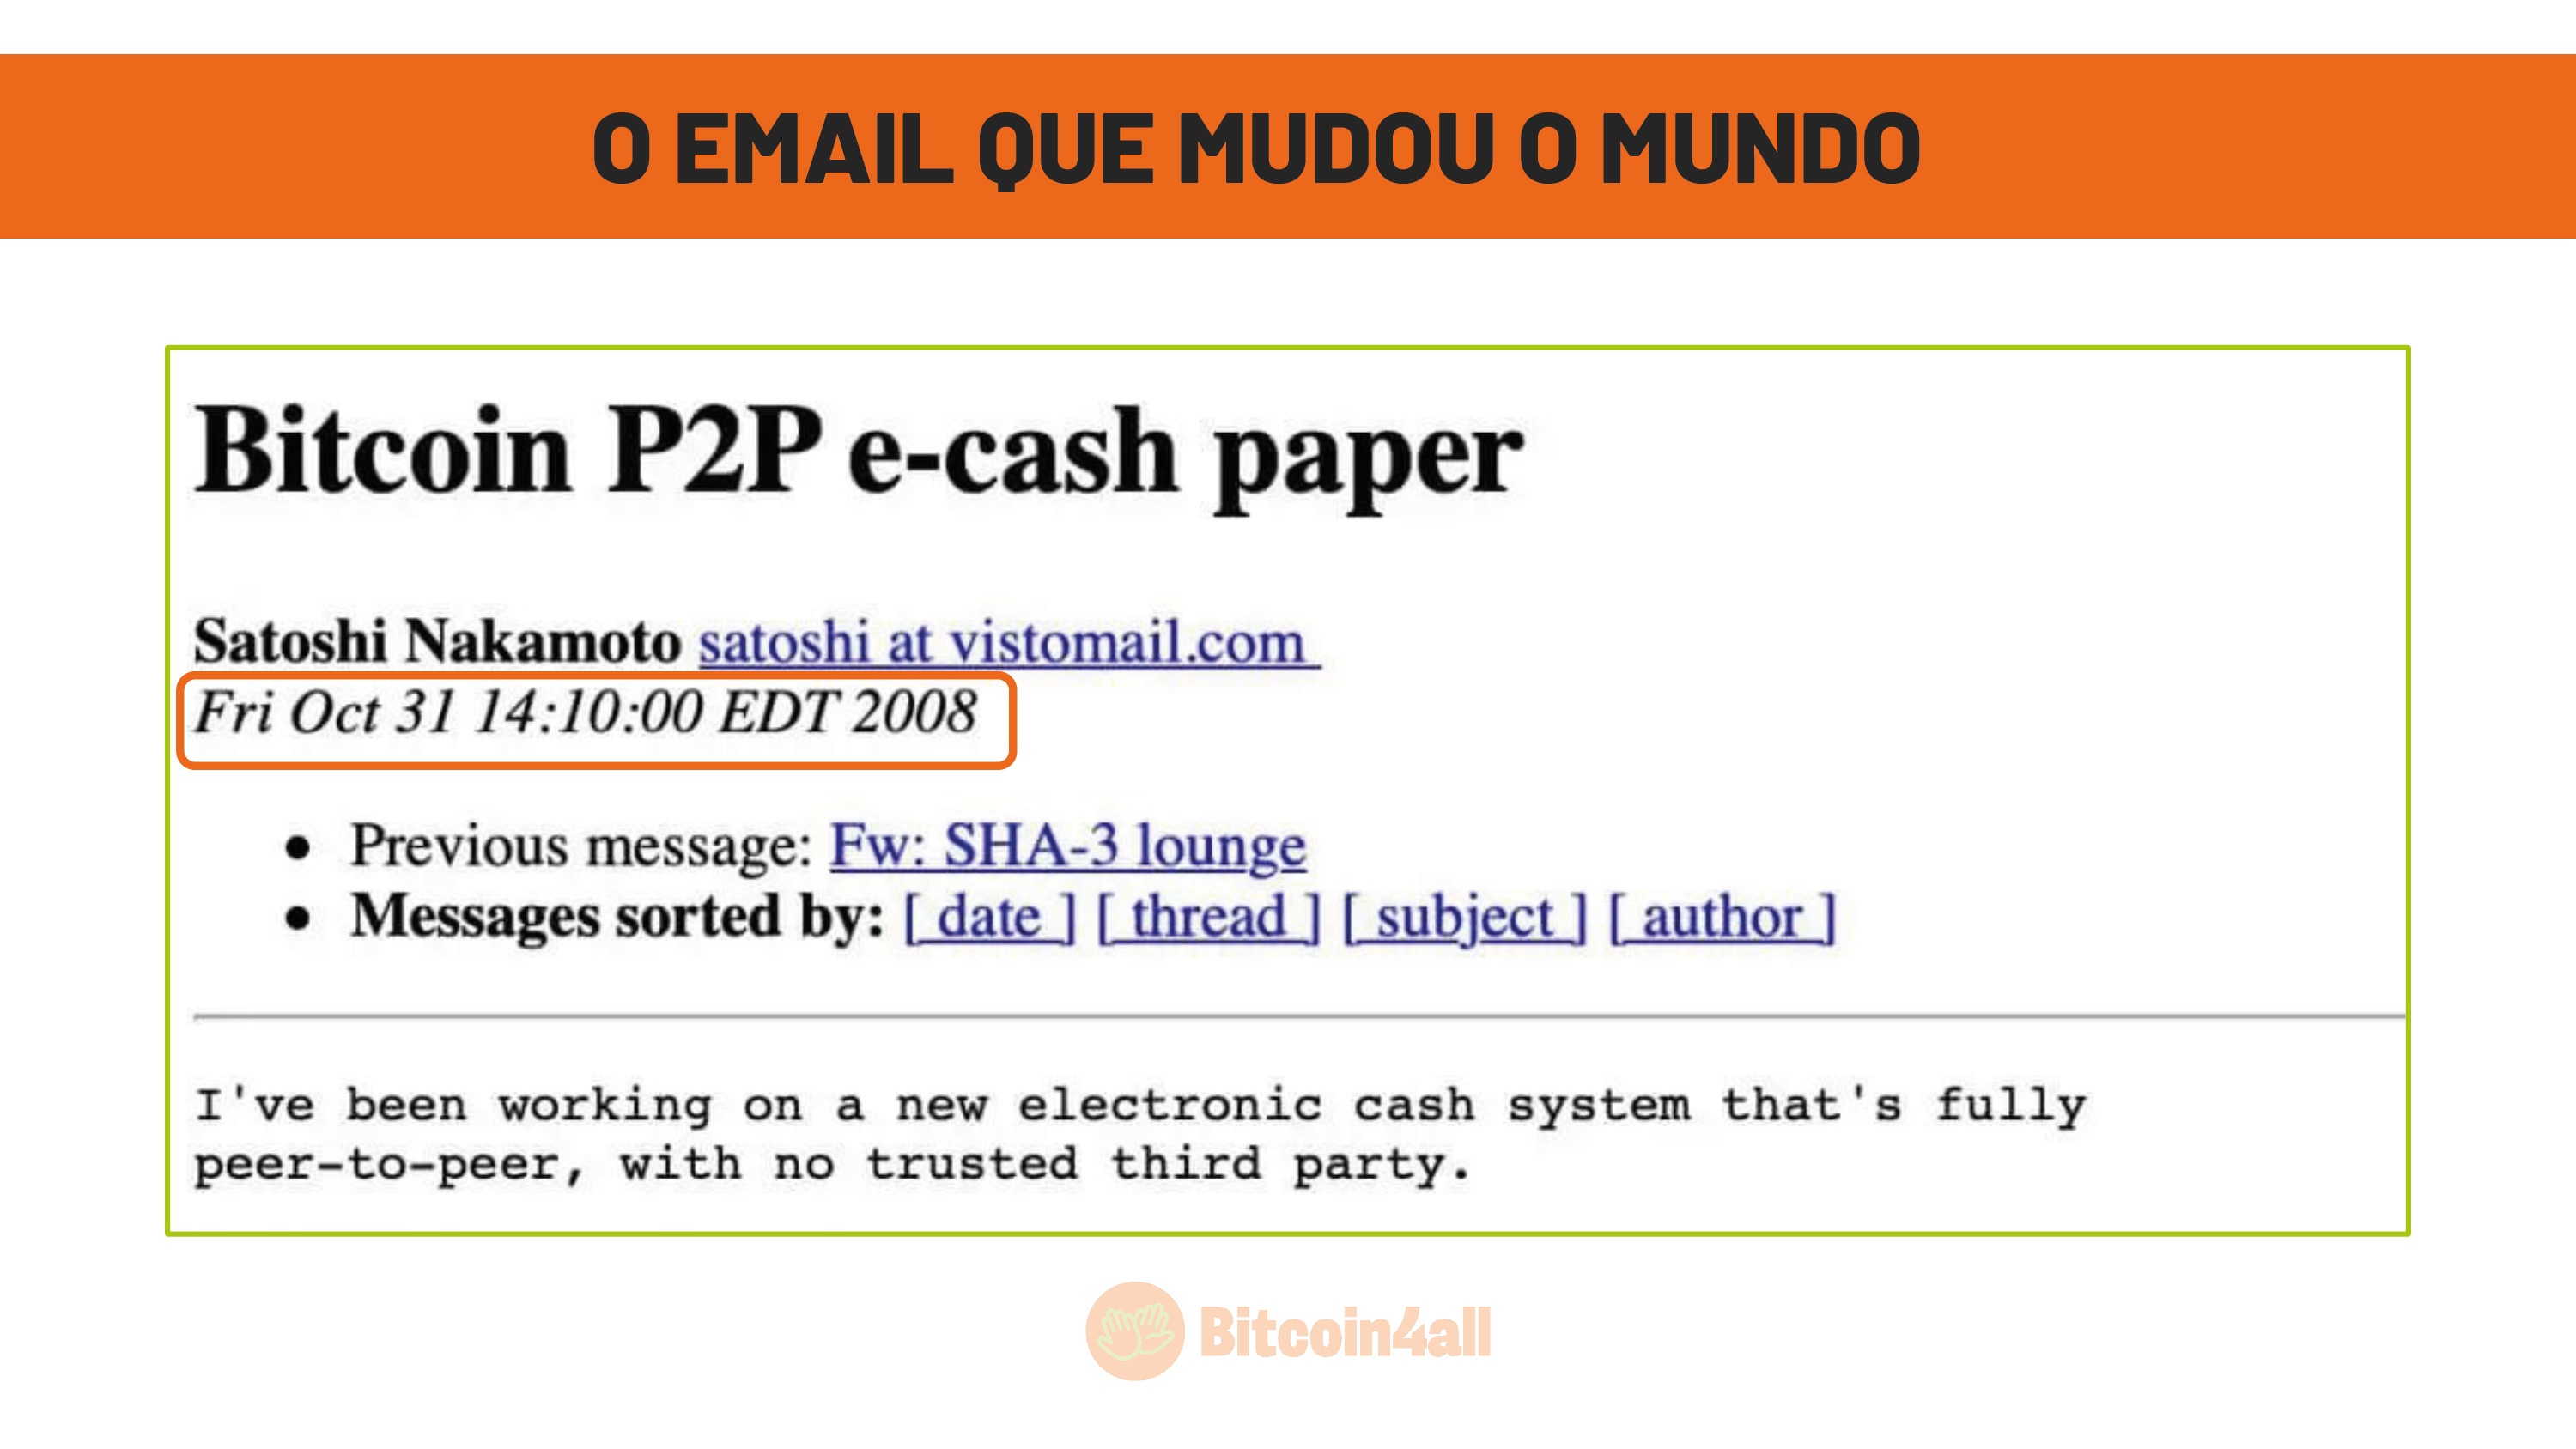 O EMAIL QUE MUDOU O MUNDO
Bitcoin P2P e-cash paper
Satoshi Nakamoto satoshi at vistomail.com
Fri Oct 31 14:10:00 EDT 2008
• Previous message: Fw: SHA-3 lounge
• Messages sorted by: [ date ] [ thread ] [ subject ] [ author ]
I've been working on a new electronic cash system that's fully
peer-to-peer, with no trusted third party.
Bitcoin4all